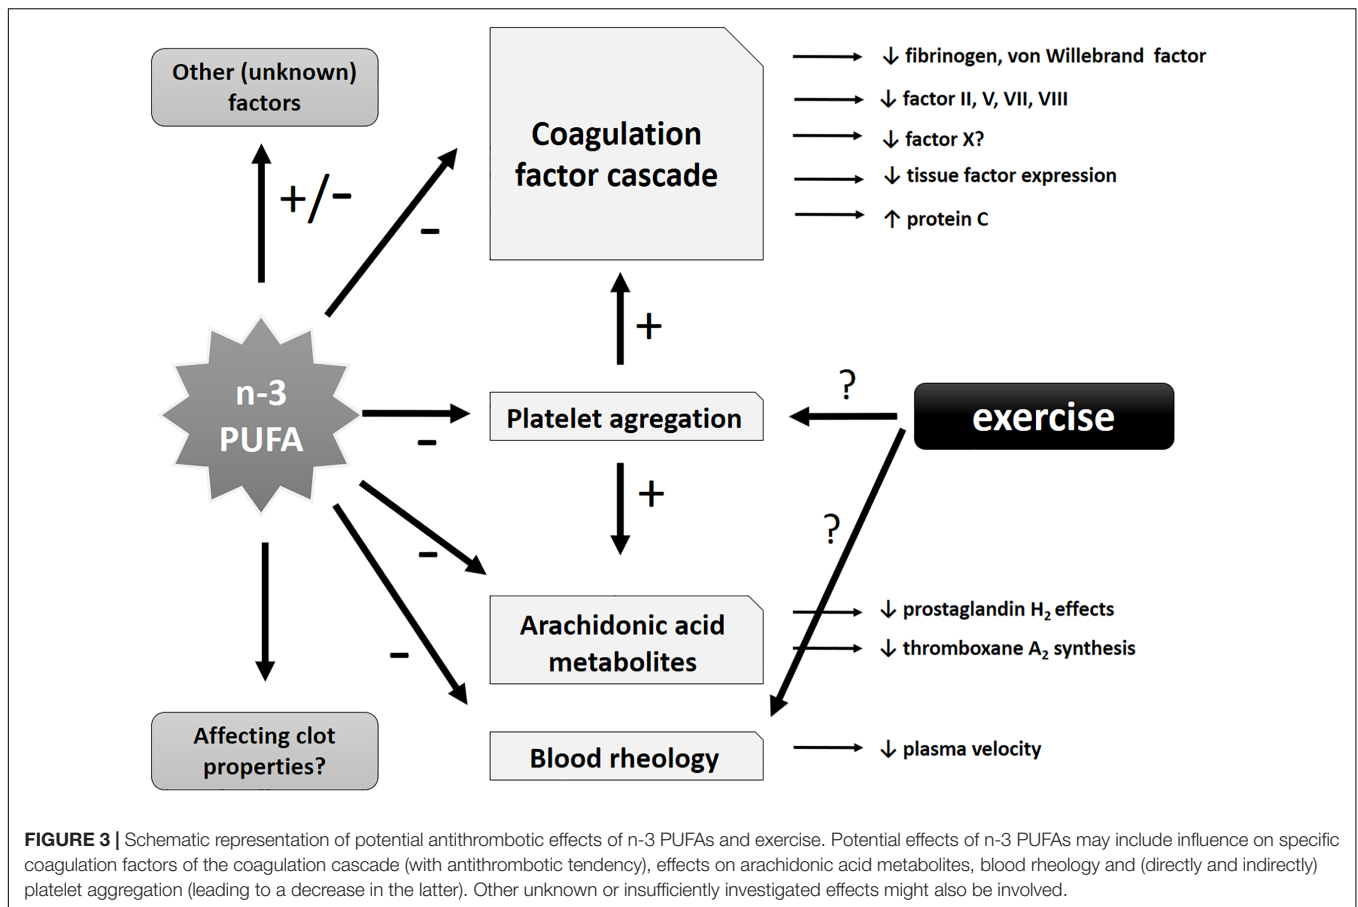 Other (unknown)
factors
+/-
-
Coagulation
factor cascade
↓ fibrinogen, von Willebrand factor
↓ factor II, V, VII, VIII
↓ factor X?
↓ tissue factor expression
↑ protein C
+
n-3
PUFA
-
Platelet agregation
?
exercise
+
?
-
-
Arachidonic acid
metabolites
↓ prostaglandin H₂ effects
↓ thromboxane A₂ synthesis
Affecting clot
properties?
Blood rheology
↓ plasma velocity
FIGURE 3 | Schematic representation of potential antithrombotic effects of n-3 PUFAs and exercise. Potential effects of n-3 PUFAs may include influence on specific
coagulation factors of the coagulation cascade (with antithrombotic tendency), effects on arachidonic acid metabolites, blood rheology and (directly and indirectly)
platelet aggregation (leading to a decrease in the latter). Other unknown or insufficiently investigated effects might also be involved.